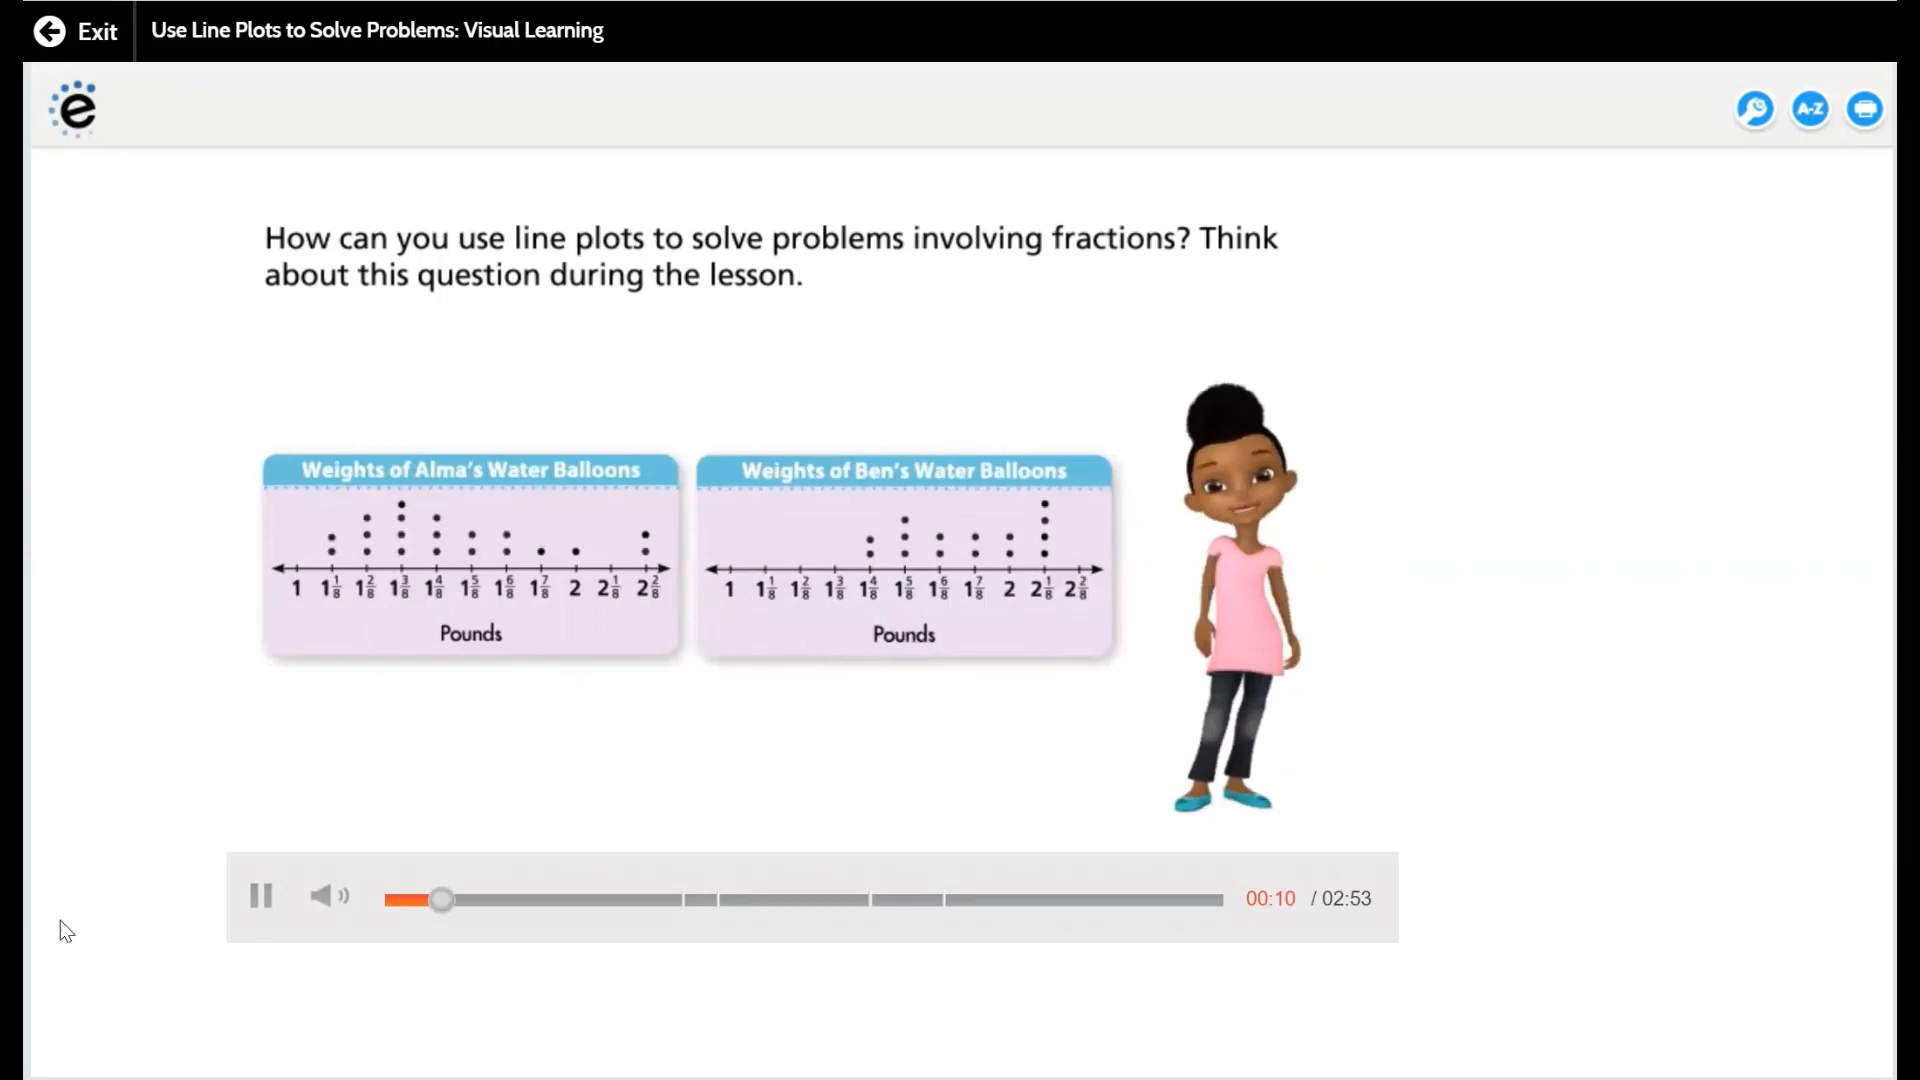 Exit
Use Line Plots to Solve Problems: Visual Learning
e
A-Z
How can you use line plots to solve problems involving fractions? Think
about this question during the lesson.
Weights of Alma's Water Balloons
1 1 1/8 1 2/8 1 3/8 1 4/8 1 5/8 1 6/8 1 7/8 2 2 1/8 2 2/8
Pounds
Weights of Ben's Water Balloons
1 1 1/8 1 2/8 1 3/8 1 4/8 1 5/8 1 6/8 1 7/8 2 2 1/8 2 2/8
Pounds
00:10 / 02:53